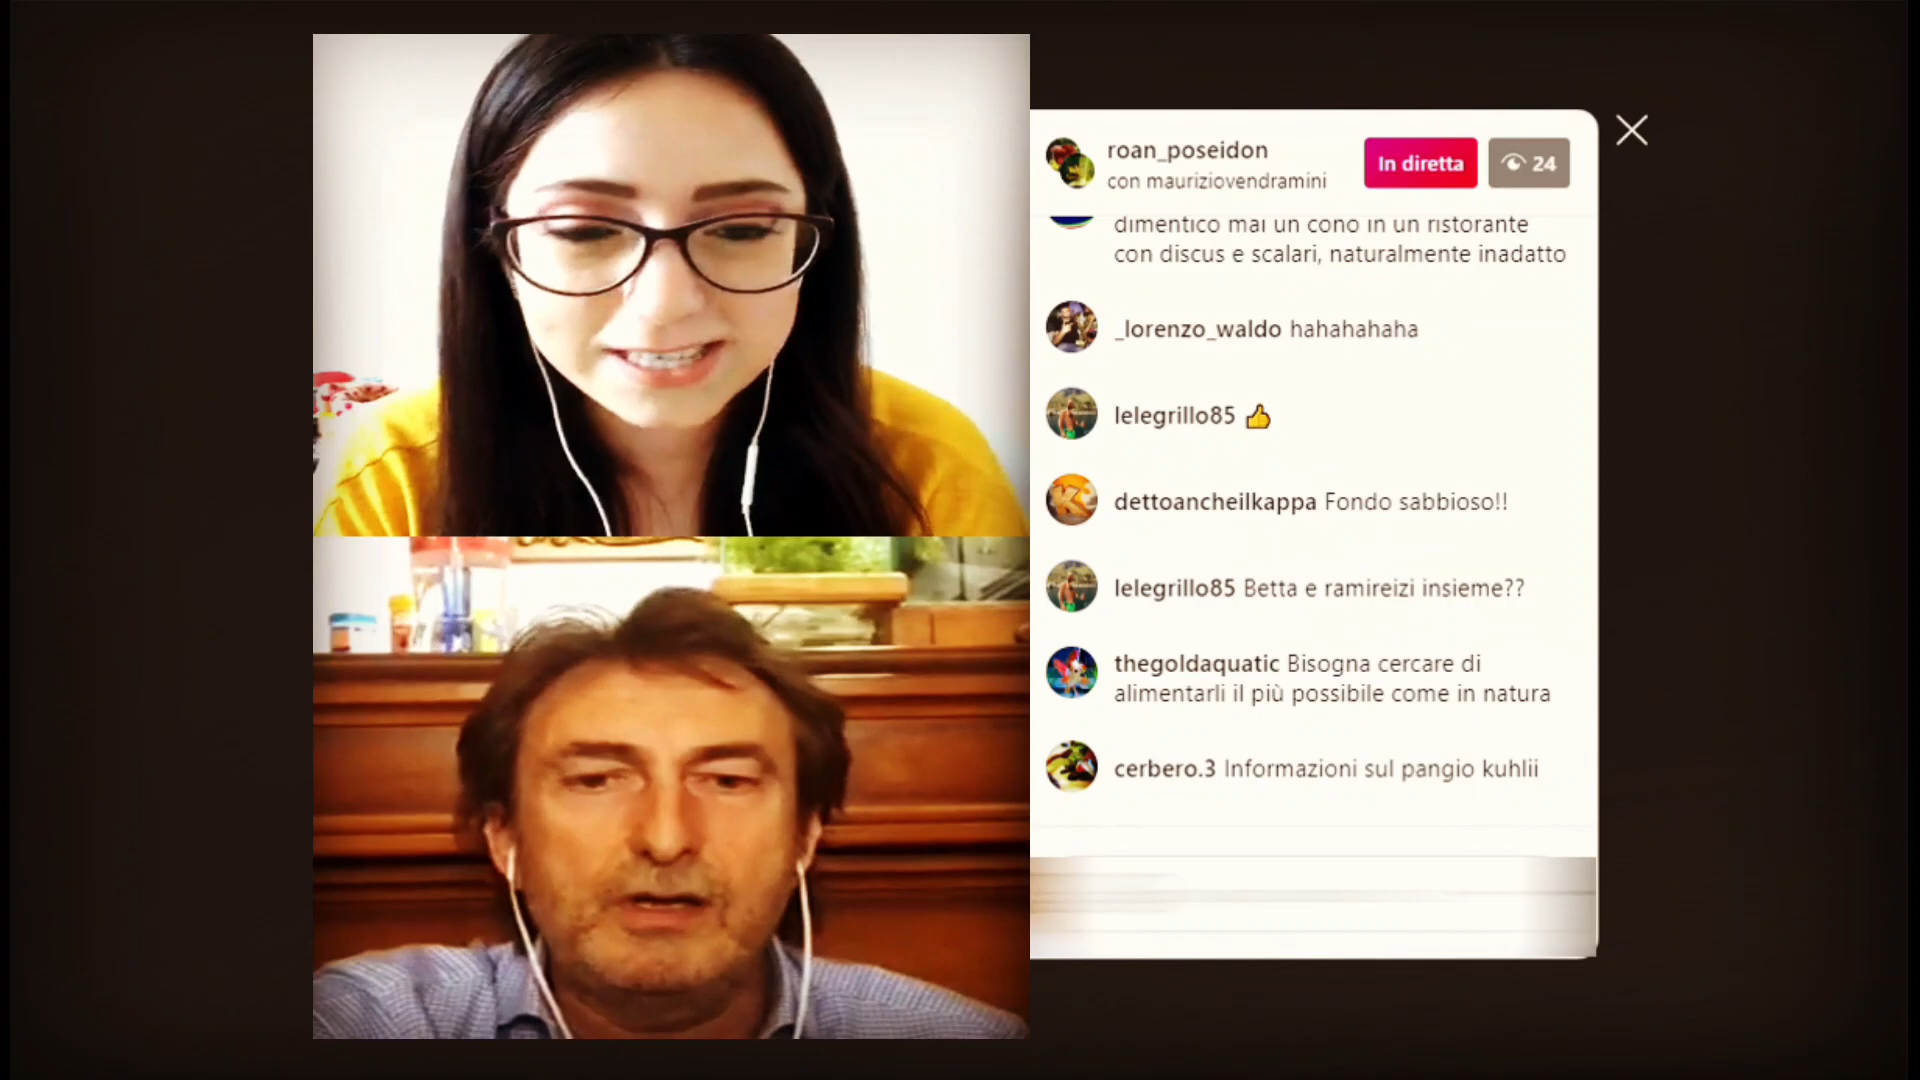 roan_poseidon
con mauriziovendramini
In diretta
24
dimentico mai un cono in un ristorante
con discus e scalari, naturalmente inadatto
_lorenzo_waldo hahahahaha
lelegrillo85 👍
dettoancheilkappa Fondo sabbioso!!
lelegrillo85 Betta e ramireizi insieme??
thegoldaquatic Bisogna cercare di
alimentarli il più possibile come in natura
cerbero.3 Informazioni sul pangio kuhlii